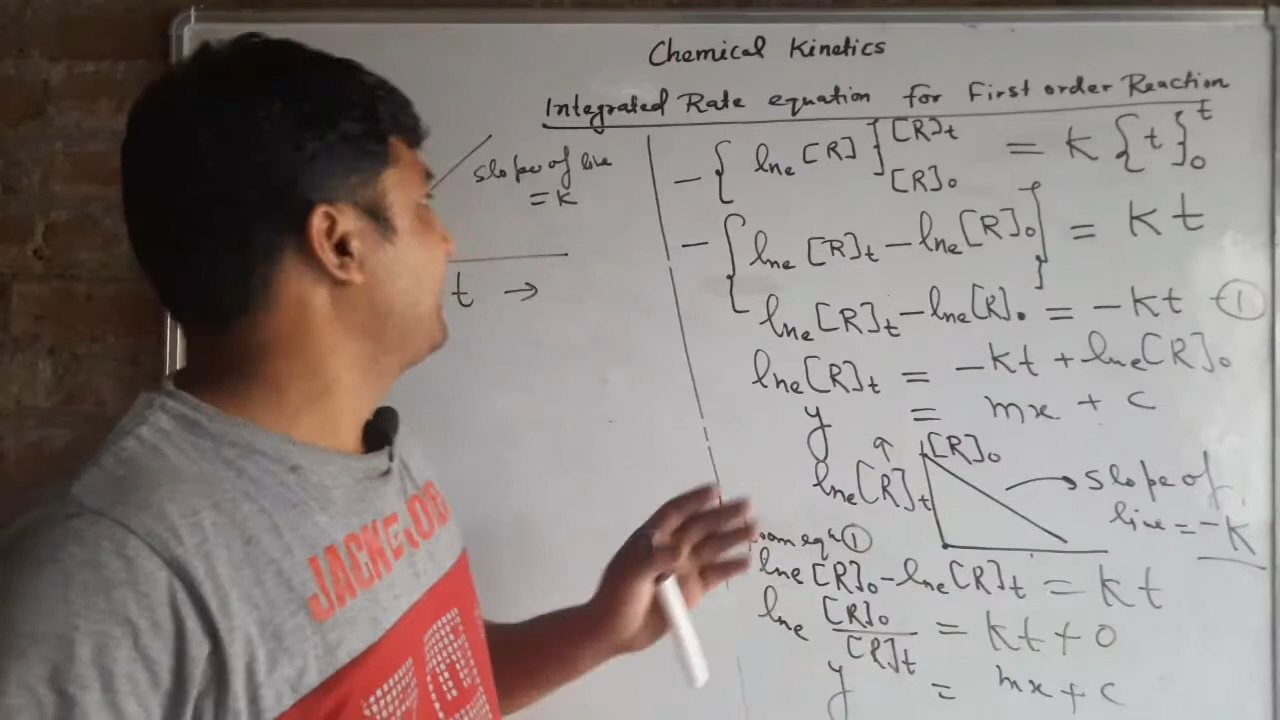 Chemical Kinetics
Integrated Rate equation for First order Reaction
slope of line
= K
t →
-{ lne [R] }[R]t [R]₀ = K {t}₀ᵗ
-{ lne [R]t - lne [R]₀ } = Kt
lne [R]t - lne [R]₀ = -Kt -①
lne [R]t = -Kt + lne [R]₀
y = mx + c
↑ [R]₀
lne [R]t
→ slope of
line = -K
eqⁿ ①
lne [R]₀ - lne [R]t = Kt
lne [R]₀/[R]t = Kt + 0
y = mx + c
JACK
79